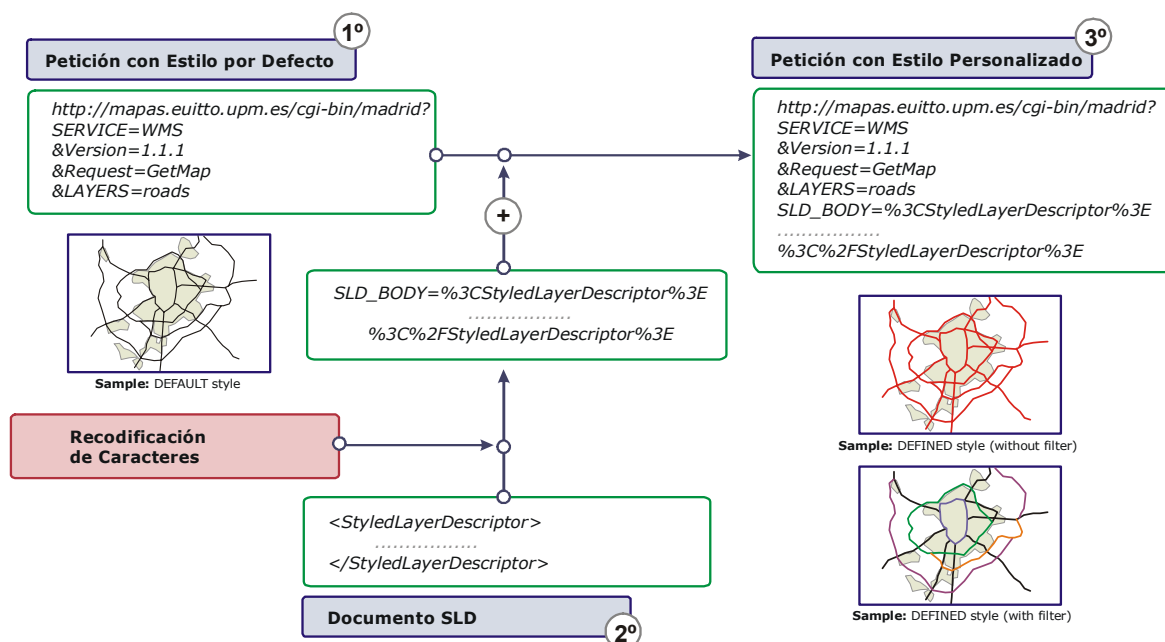 1º
Petición con Estilo por Defecto
http://mapas.euitto.upm.es/cgi-bin/madrid?
SERVICE=WMS
&Version=1.1.1
&Request=GetMap
&LAYERS=roads
Sample: DEFAULT style
+
SLD_BODY=%3CStyledLayerDescriptor%3E
.................
%3C%2FStyledLayerDescriptor%3E
Recodificación
de Caracteres
<StyledLayerDescriptor>
.................
</StyledLayerDescriptor>
Documento SLD
2º
3º
Petición con Estilo Personalizado
http://mapas.euitto.upm.es/cgi-bin/madrid?
SERVICE=WMS
&Version=1.1.1
&Request=GetMap
&LAYERS=roads
SLD_BODY=%3CStyledLayerDescriptor%3E
.................
%3C%2FStyledLayerDescriptor%3E
Sample: DEFINED style (without filter)
Sample: DEFINED style (with filter)